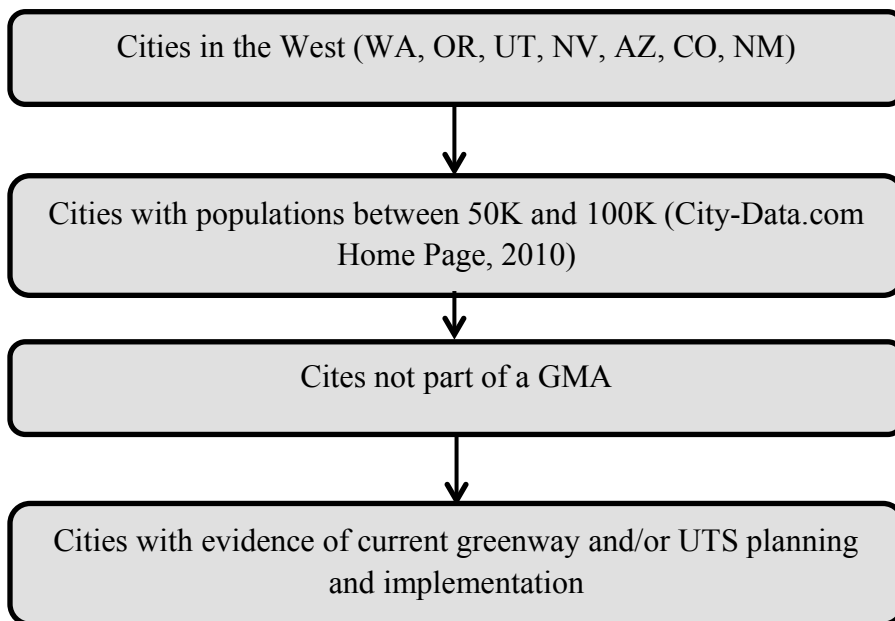 Cities in the West (WA, OR, UT, NV, AZ, CO, NM)
Cities with populations between 50K and 100K (City-Data.com
Home Page, 2010)
Cites not part of a GMA
Cities with evidence of current greenway and/or UTS planning
and implementation